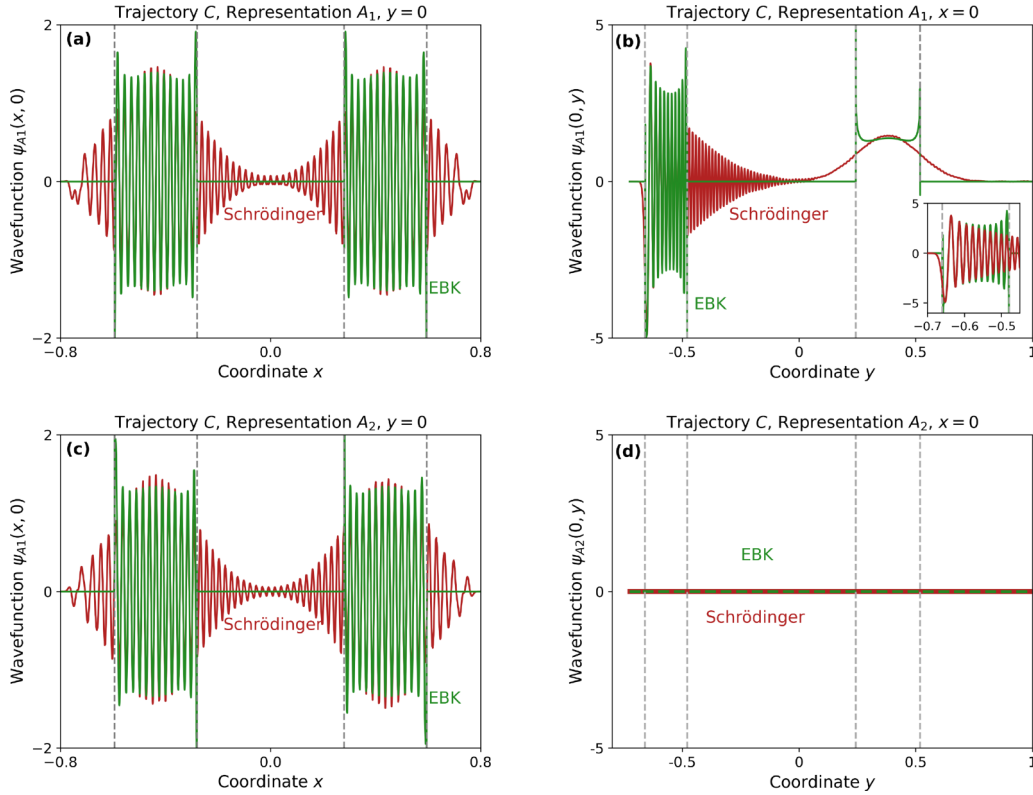 Trajectory C, Representation A₁, y = 0
(a)
Wavefunction ψ_A1(x, 0)
2
0
−2
Schrödinger
EBK
−0.8
0.0
0.8
Coordinate x
Trajectory C, Representation A₁, x = 0
(b)
Wavefunction ψ_A1(0, y)
5
0
-5
Schrödinger
EBK
5
0
−5
−0.7
−0.6
−0.5
-0.5
0
0.5
1
Coordinate y
Trajectory C, Representation A₂, y = 0
(c)
Wavefunction ψ_A1(x, 0)
2
0
−2
Schrödinger
EBK
−0.8
0.0
0.8
Coordinate x
Trajectory C, Representation A₂, x = 0
(d)
Wavefunction ψ_A2(0, y)
5
0
-5
EBK
Schrödinger
-0.5
0
0.5
1
Coordinate y